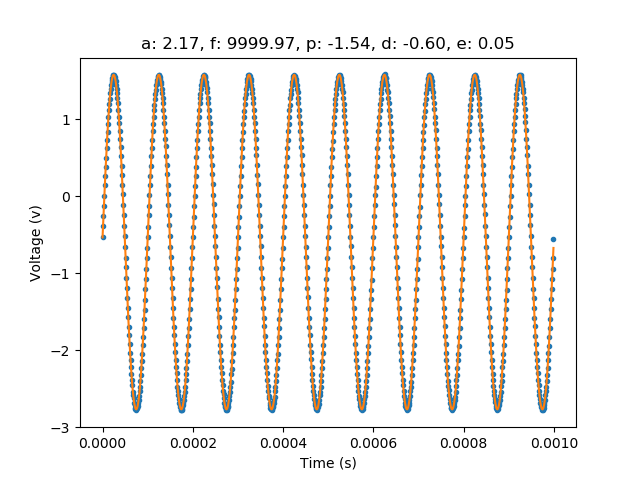 a: 2.17, f: 9999.97, p: -1.54, d: -0.60, e: 0.05
1
0
−1
−2
−3
Voltage (v)
0.0000 0.0002 0.0004 0.0006 0.0008 0.0010
Time (s)